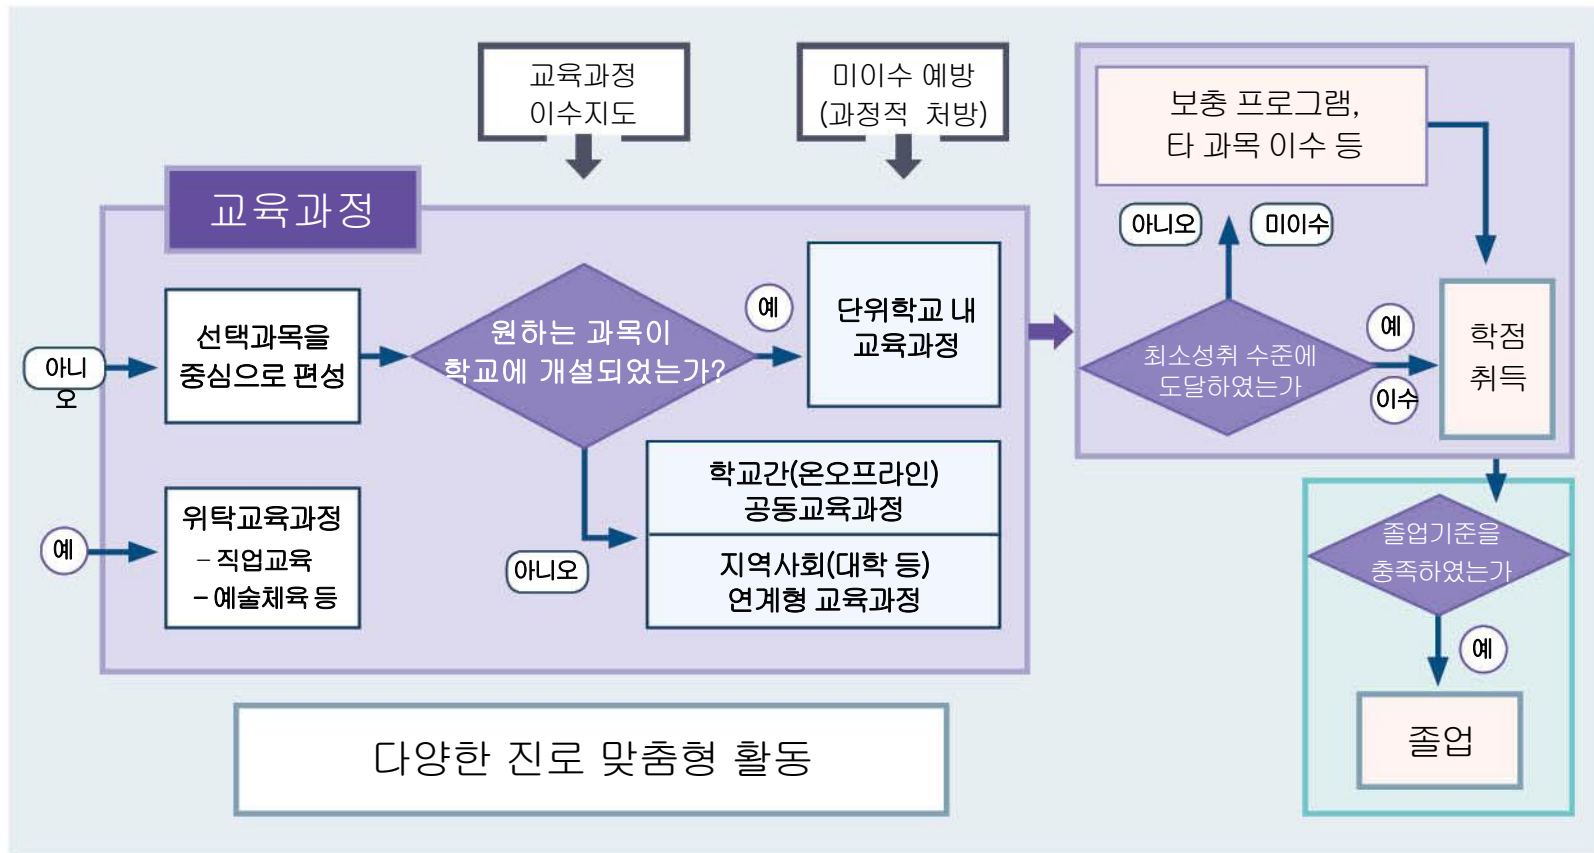 교육과정
이수지도
미이수 예방
(과정적 처방)
보충 프로그램,
타 과목 이수 등
아니오
미이수
교육과정
아니
오
선택과목을
중심으로 편성
원하는 과목이
학교에 개설되었는가?
예
단위학교 내
교육과정
최소성취 수준에
도달하였는가
예
이수
학점
취득
예
위탁교육과정
– 직업교육
– 예술체육 등
아니오
학교간(온오프라인)
공동교육과정
지역사회(대학 등)
연계형 교육과정
졸업기준을
충족하였는가
예
졸업
다양한 진로 맞춤형 활동